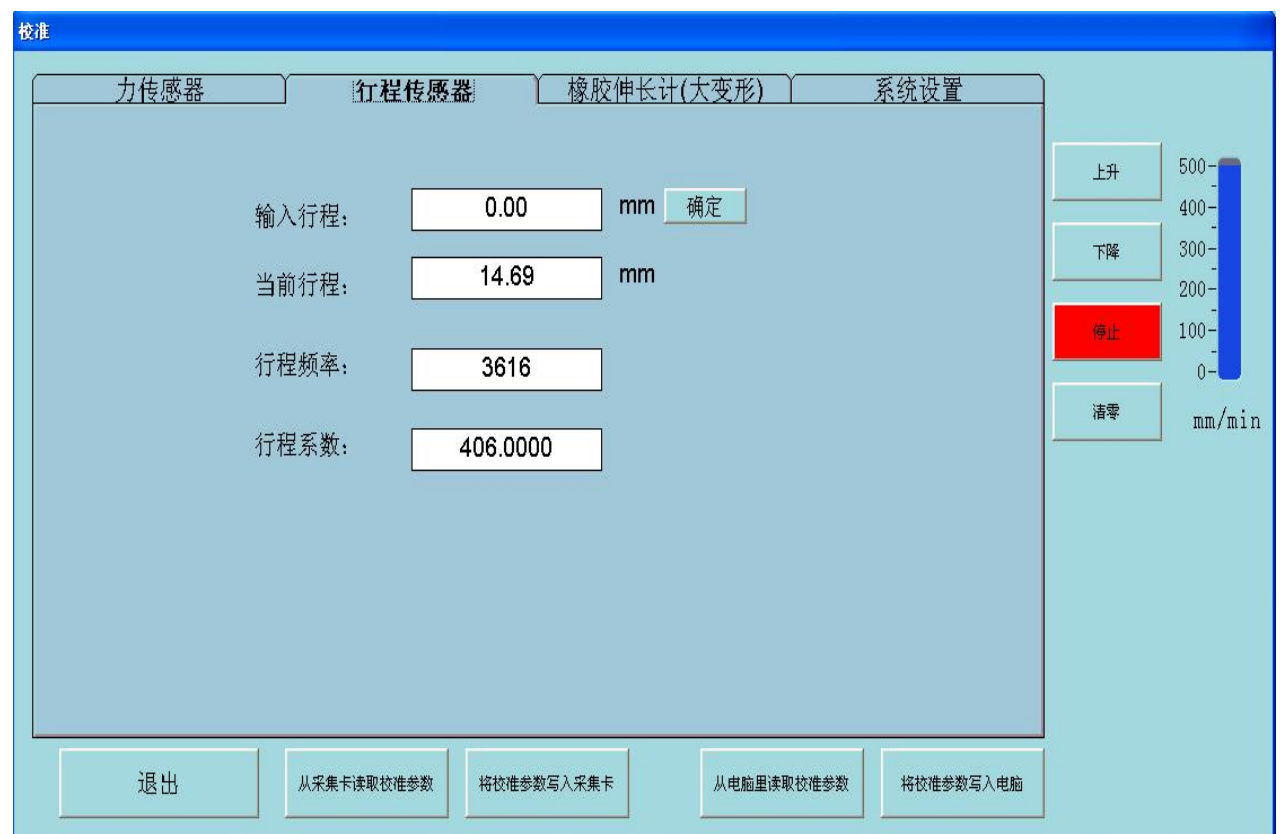 校准
力传感器 行程传感器 橡胶伸长计(大变形) 系统设置
输入行程: 0.00 mm 确定
当前行程: 14.69 mm
行程频率: 3616
行程系数: 406.0000
上升
下降
停止
清零
500
400
300
200
100
0
mm/min
退出 从采集卡读取校准参数 将校准参数写入采集卡 从电脑里读取校准参数 将校准参数写入电脑